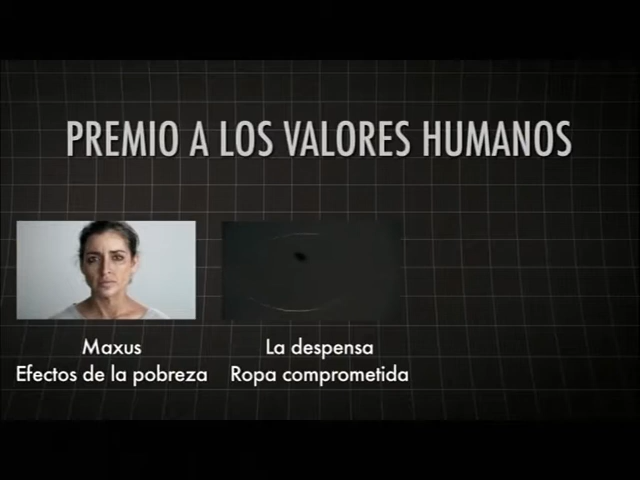 PREMIO A LOS VALORES HUMANOS
Maxus
Efectos de la pobreza
La despensa
Ropa comprometida